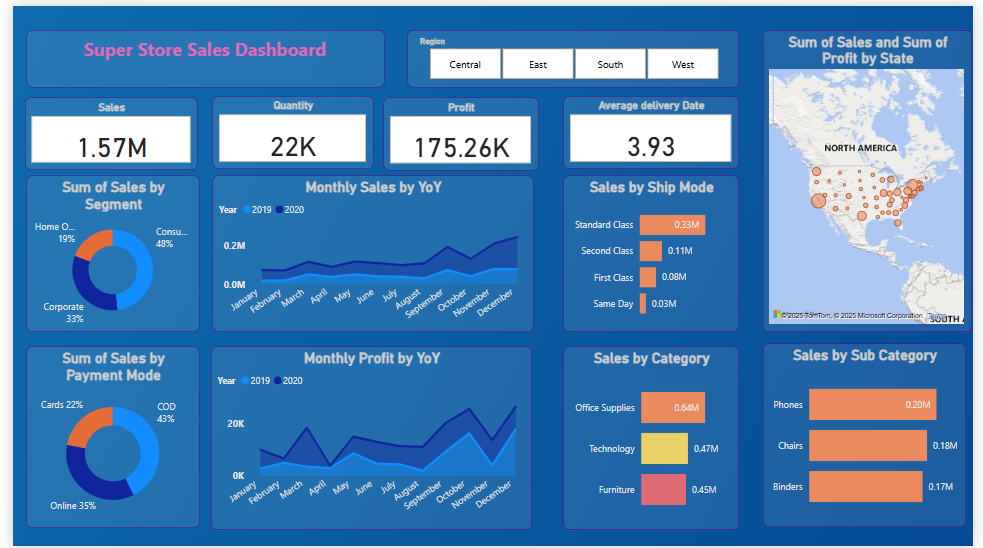 Super Store Sales Dashboard
Region
Central
East
South
West
Sum of Sales and Sum of
Profit by State
NORTH AMERICA
© 2025 TomTom, © 2025 Microsoft Corporation
SOUTH A
Sales
1.57M
Quantity
22K
Profit
175.26K
Average delivery Date
3.93
Sum of Sales by
Segment
Home O...
19%
Consu...
48%
Corporate
33%
Monthly Sales by YoY
Year 2019 2020
0.2M
0.0M
January
February
March
April
May
June
July
August
September
October
November
December
Sales by Ship Mode
Standard Class 0.33M
Second Class 0.11M
First Class 0.08M
Same Day 0.03M
Sum of Sales by
Payment Mode
Cards 22%
COD
43%
Online 35%
Monthly Profit by YoY
Year 2019 2020
20K
0K
January
February
March
April
May
June
July
August
September
October
November
December
Sales by Category
Office Supplies 0.64M
Technology 0.47M
Furniture 0.45M
Sales by Sub Category
Phones 0.20M
Chairs 0.18M
Binders 0.17M